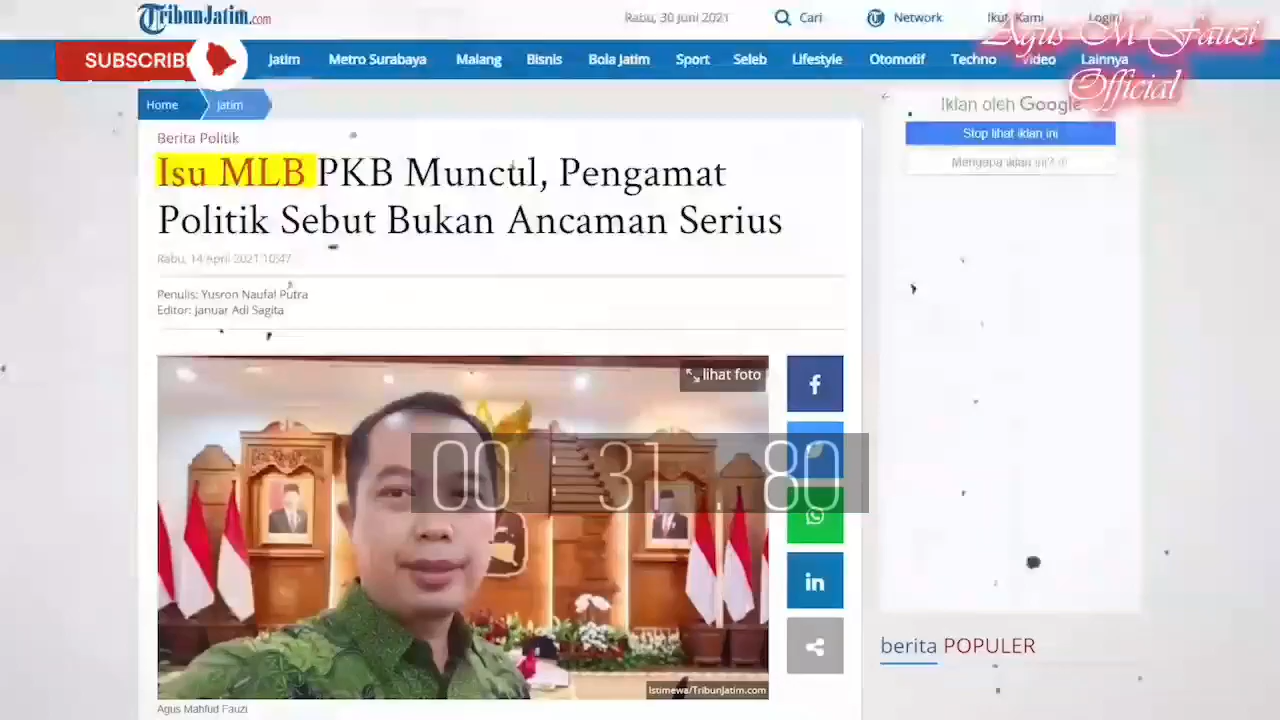 TribunJatim.com
Rabu, 30 Juni 2021
Cari
Network
Ikut Kami
Login
Agus M Fauzi
Official
SUBSCRIBE
Jatim
Metro Surabaya
Malang
Bisnis
Bola Jatim
Sport
Seleb
Lifestyle
Otomotif
Techno
Video
Lainnya
Home
Jatim
Iklan oleh Google
Stop lihat iklan ini
Mengapa iklan ini?
Berita Politik
Isu MLB PKB Muncul, Pengamat
Politik Sebut Bukan Ancaman Serius
Rabu, 14 April 2021 10:47
Penulis: Yusron Naufal Putra
Editor: Januar Adi Sagita
lihat foto
00 : 31 80
Istimewa/TribunJatim.com
Agus Mahfud Fauzi
berita POPULER